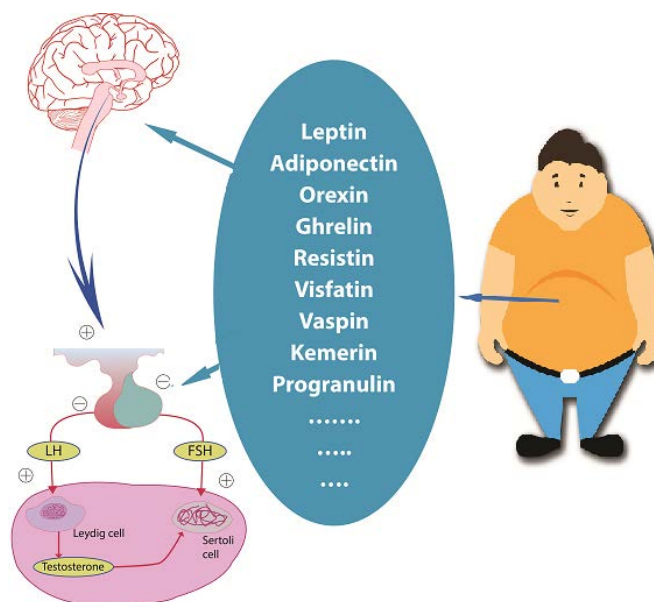 Leptin
Adiponectin
Orexin
Ghrelin
Resistin
Visfatin
Vaspin
Kemerin
Progranulin
.......
.....
....
+
−
−.
LH
FSH
+
+
Leydig cell
Sertoli
cell
Testosterone